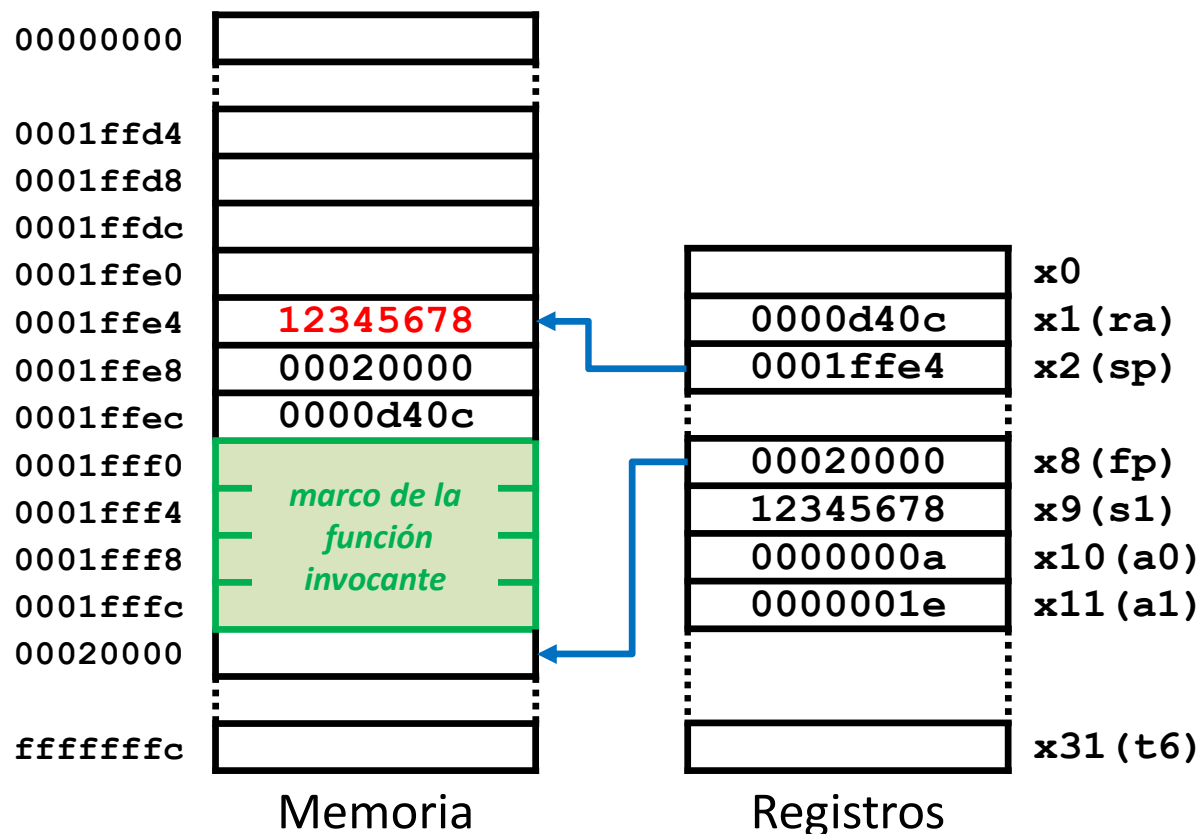 00000000
0001ffd4
0001ffd8
0001ffdc
0001ffe0 x0
0001ffe4 12345678 0000d40c x1(ra)
0001ffe8 00020000 0001ffe4 x2(sp)
0001ffec 0000d40c
0001fff0 00020000 x8(fp)
marco de la
0001fff4 12345678 x9(s1)
función
0001fff8 0000000a x10(a0)
invocante
0001fffc 0000001e x11(a1)
00020000
fffffffc x31(t6)
Memoria Registros